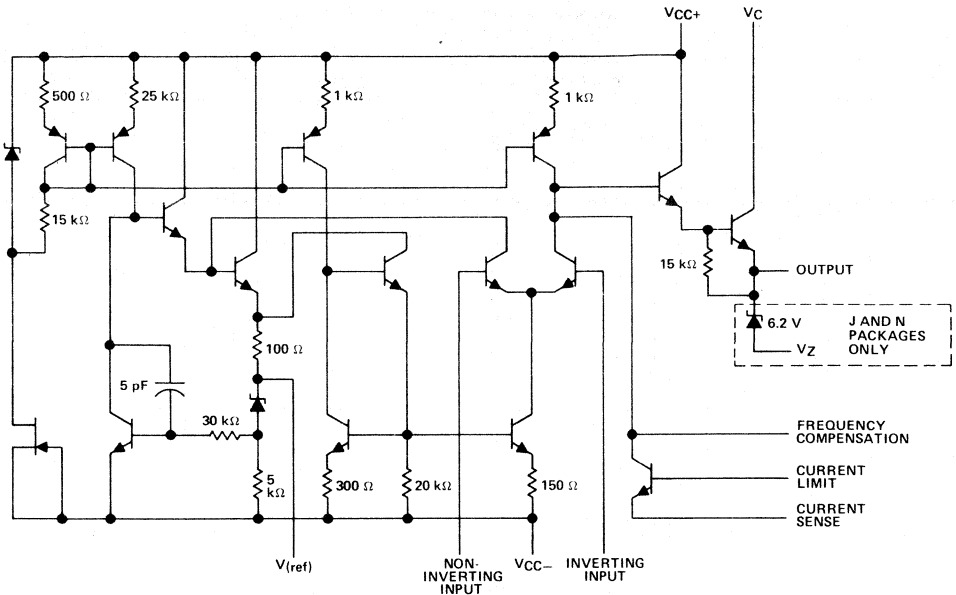 VCC+ VC
500 Ω 25 kΩ 1 kΩ 1 kΩ
15 kΩ
15 kΩ
OUTPUT
6.2 V
J AND N
PACKAGES
ONLY
VZ
100 Ω
5 pF
30 kΩ
FREQUENCY
COMPENSATION
5
kΩ
300 Ω 20 kΩ 150 Ω
CURRENT
LIMIT
CURRENT
SENSE
V(ref)
NON-
INVERTING
INPUT
VCC−
INVERTING
INPUT